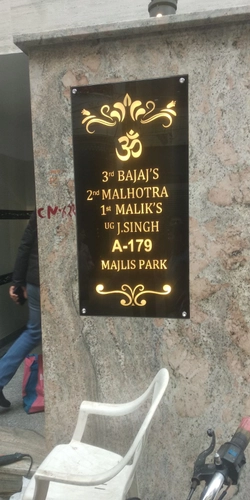 ॐ
3rd BAJAJ'S
2nd MALHOTRA
1st MALIK'S
UG J.SINGH
A-179
MAJLIS PARK